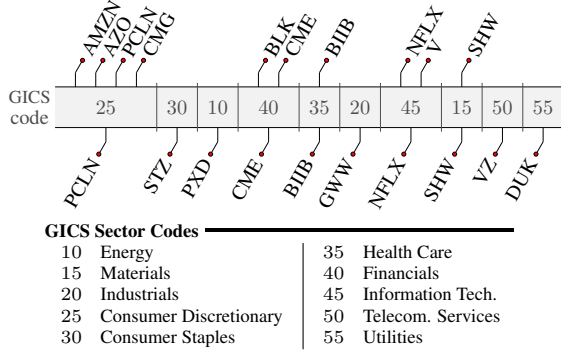 AMZN AZO PCLN CMG BLK CME BIIB NFLX V SHW
GICS code 25 30 10 40 35 20 45 15 50 55
PCLN STZ PXD CME BIIB GWW NFLX SHW VZ DUK
GICS Sector Codes
10 Energy 35 Health Care
15 Materials 40 Financials
20 Industrials 45 Information Tech.
25 Consumer Discretionary 50 Telecom. Services
30 Consumer Staples 55 Utilities